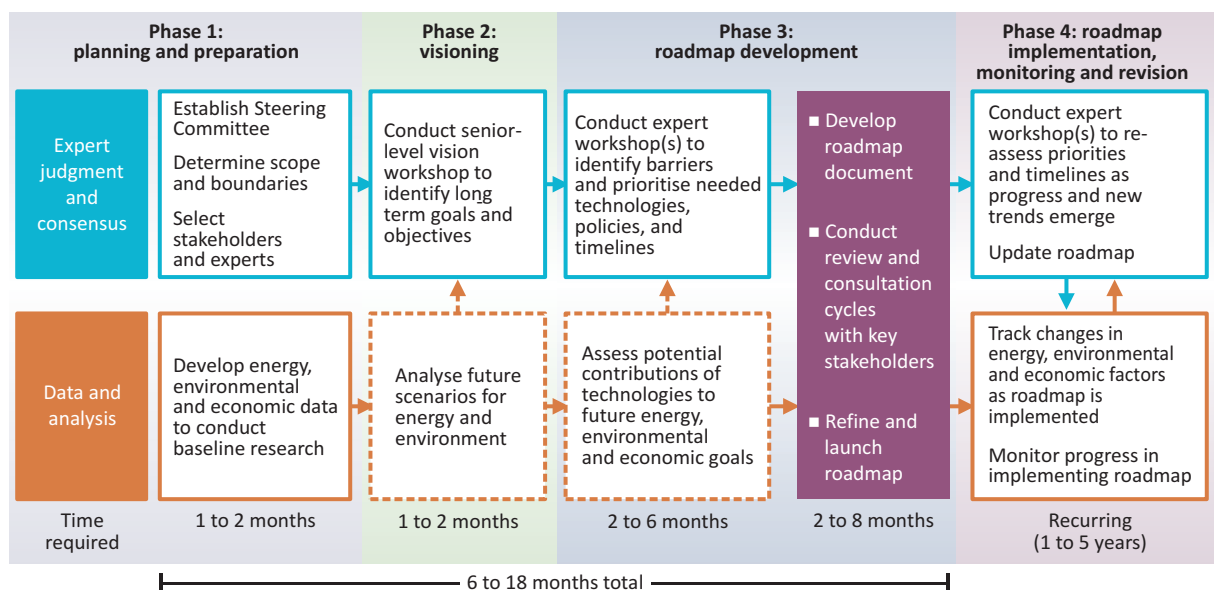 Phase 1:
planning and preparation
Phase 2:
visioning
Phase 3:
roadmap development
Phase 4: roadmap
implementation,
monitoring and revision
Expert
judgment
and
consensus
Establish Steering
Committee
Determine scope
and boundaries
Select
stakeholders
and experts
Conduct senior-
level vision
workshop to
identify long
term goals and
objectives
Conduct expert
workshop(s) to
identify barriers
and prioritise needed
technologies,
policies, and
timelines
■ Develop
roadmap
document
■ Conduct
review and
consultation
cycles
with key
stakeholders
■ Refine and
launch
roadmap
Conduct expert
workshop(s) to re-
assess priorities
and timelines as
progress and new
trends emerge
Update roadmap
Data and
analysis
Develop energy,
environmental
and economic data
to conduct
baseline research
Analyse future
scenarios for
energy and
environment
Assess potential
contributions of
technologies to
future energy,
environmental
and economic goals
Track changes in
energy, environmental
and economic factors
as roadmap is
implemented
Monitor progress in
implementing roadmap
Time
required
1 to 2 months
1 to 2 months
2 to 6 months
2 to 8 months
Recurring
(1 to 5 years)
6 to 18 months total